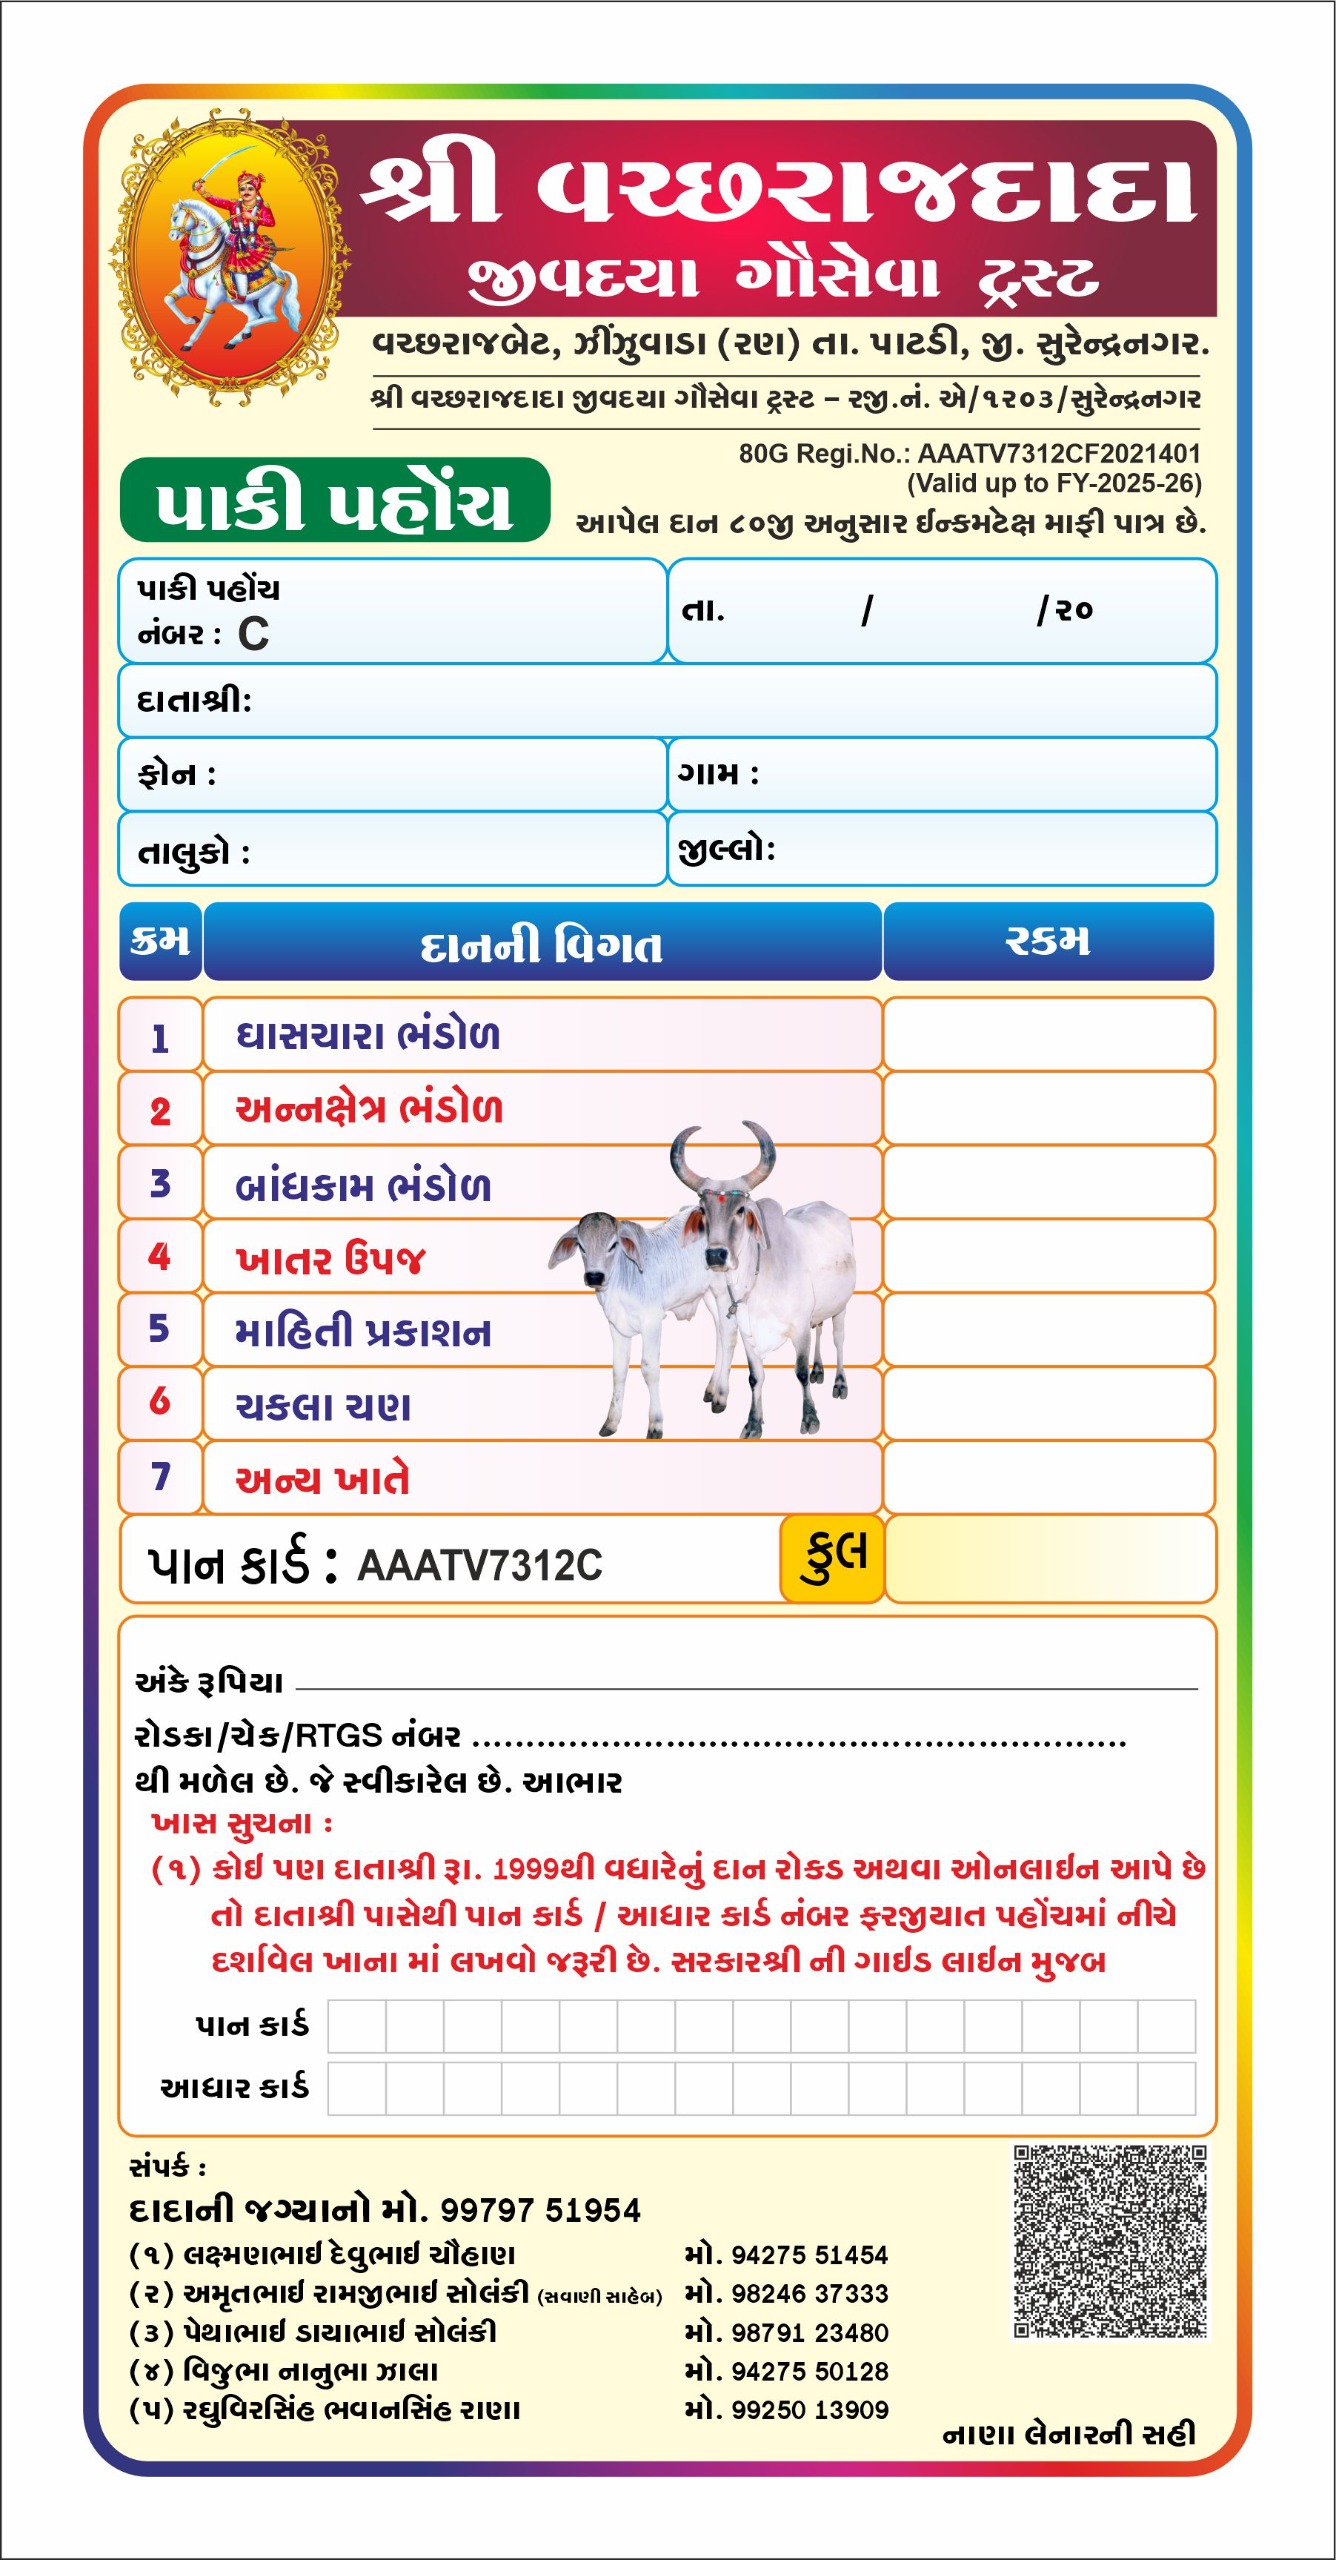 શ્રી વચ્છરાજદાદા
જીવદયા ગૌસેવા ટ્રસ્ટ
વચ્છરાજબેટ, ઝીંઝુવાડા (રણ) તા. પાટડી, જી. સુરેન્દ્રનગર.
શ્રી વચ્છરાજદાદા જીવદયા ગૌસેવા ટ્રસ્ટ – રજી.નં. એ/૧૨૦૩/સુરેન્દ્રનગર
80G Regi.No.: AAATV7312CF2021401
(Valid up to FY-2025-26)
પાકી પહોંચ
આપેલ દાન ૮૦જી અનુસાર ઈન્કમટેક્ષ માફી પાત્ર છે.
પાકી પહોંચ
નંબર : C
તા. / /૨૦
દાતાશ્રી:
ફોન : ગામ :
તાલુકો : જીલ્લો:
ક્રમ દાનની વિગત રકમ
1 ઘાસચારા ભંડોળ
2 અન્નક્ષેત્ર ભંડોળ
3 બાંધકામ ભંડોળ
4 ખાતર ઉપજ
5 માહિતી પ્રકાશન
6 ચકલા ચણ
7 અન્ય ખાતે
પાન કાર્ડ : AAATV7312C કુલ
અંકે રૂપિયા
રોડકા/ચેક/RTGS નંબર ............................................................
થી મળેલ છે. જે સ્વીકારેલ છે. આભાર
ખાસ સુચના :
(૧) કોઈ પણ દાતાશ્રી રૂા. 1999થી વધારેનું દાન રોકડ અથવા ઓનલાઈન આપે છે
તો દાતાશ્રી પાસેથી પાન કાર્ડ / આધાર કાર્ડ નંબર ફરજીયાત પહોંચમાં નીચે
દર્શાવેલ ખાના માં લખવો જરૂરી છે. સરકારશ્રી ની ગાઈડ લાઈન મુજબ
પાન કાર્ડ
આધાર કાર્ડ
સંપર્ક :
દાદાની જગ્યાનો મો. 99797 51954
(૧) લક્ષ્મણભાઈ દેવુભાઈ ચૌહાણ મો. 94275 51454
(૨) અમૃતભાઈ રામજીભાઈ સોલંકી (સવાણી સાહેબ) મો. 98246 37333
(૩) પેથાભાઈ ડાયાભાઈ સોલંકી મો. 98791 23480
(૪) વિજુભા નાનુભા ઝાલા મો. 94275 50128
(૫) રઘુવિરસિંહ ભવાનસિંહ રાણા મો. 99250 13909
નાણા લેનારની સહી